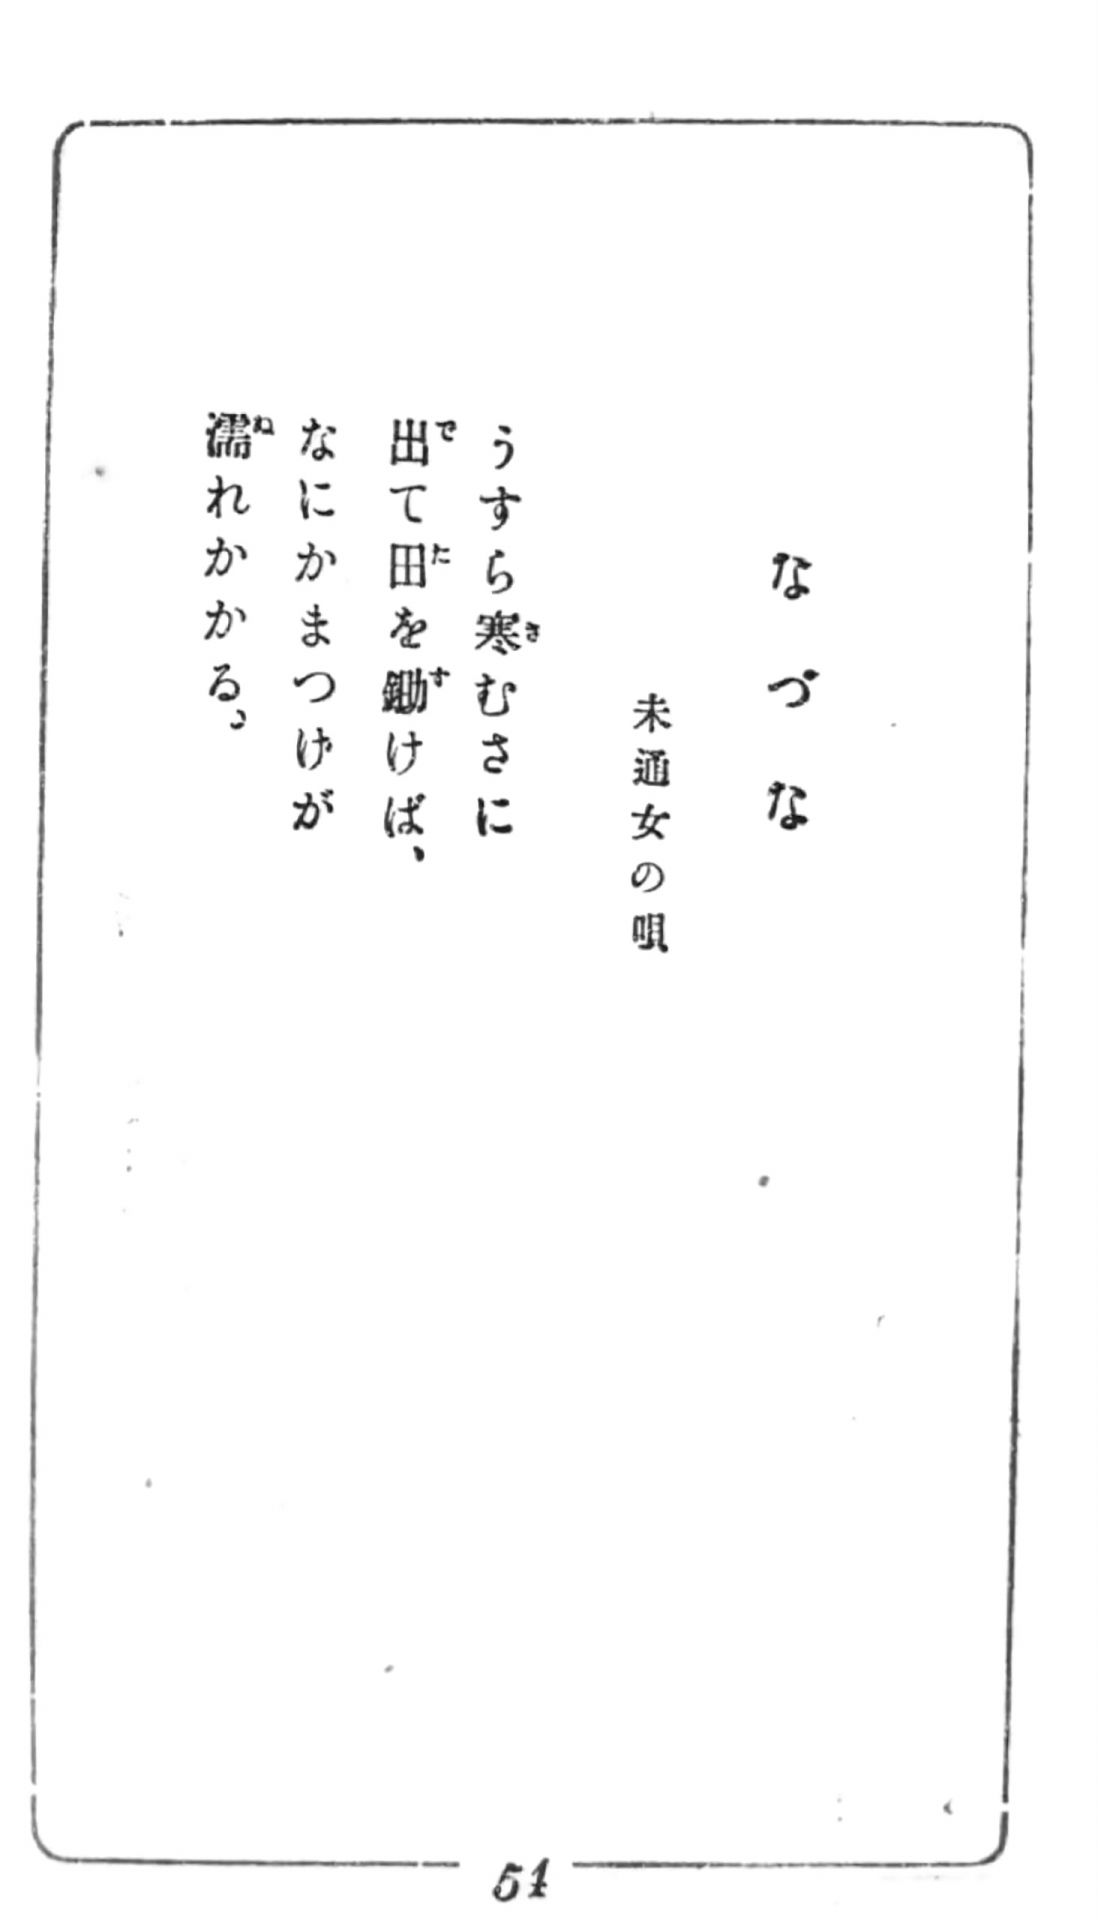 なづな
未通女の唄
うすら寒むさに
出て田を鋤けば、
なにかまつげが
濡れかかる。
51